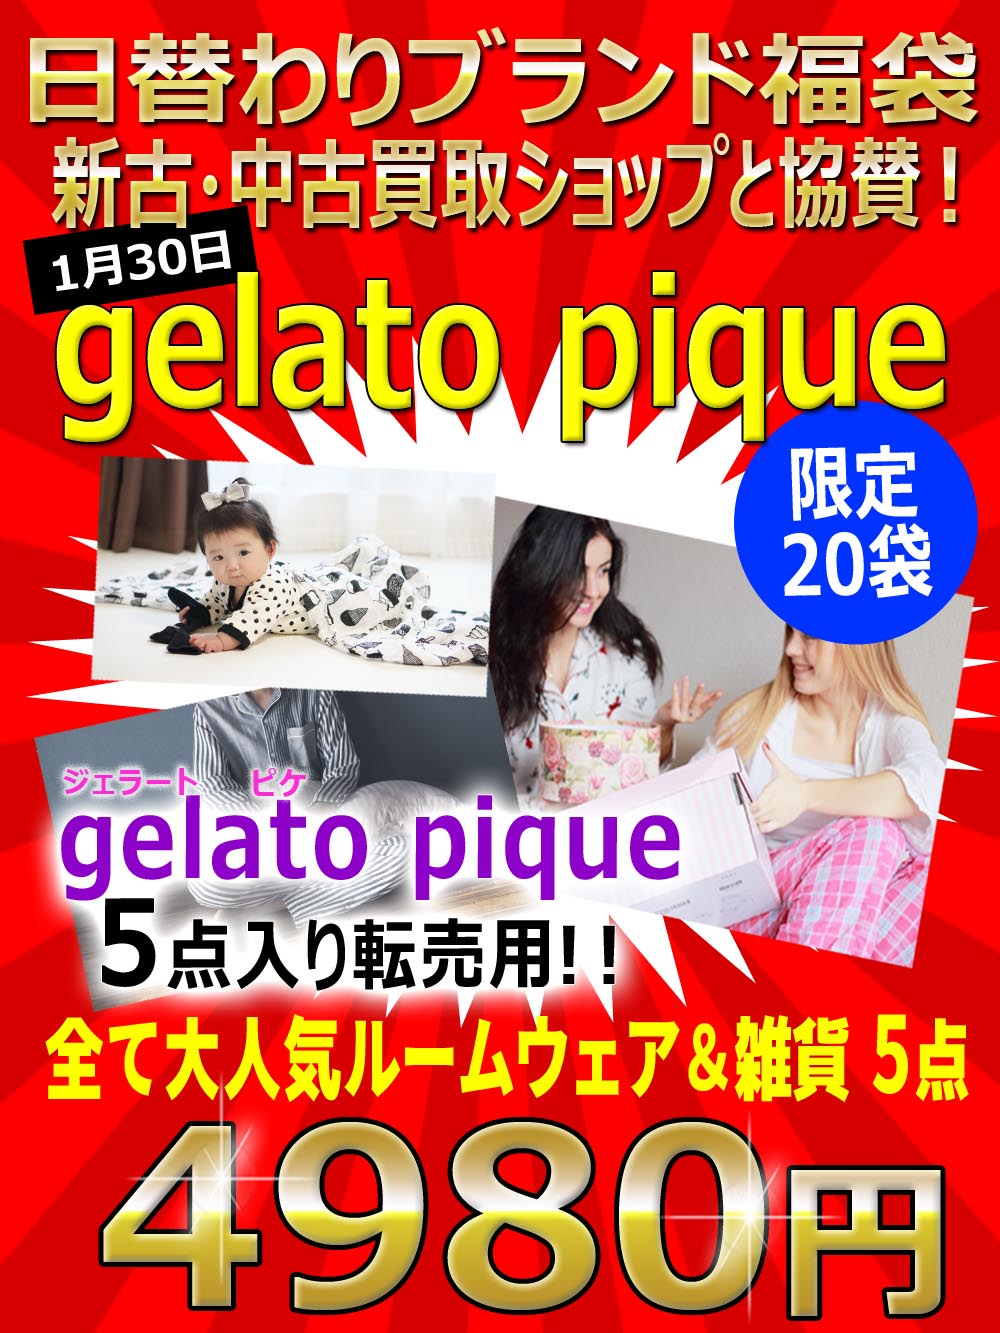 日替わりブランド福袋
新古・中古買取ショップと協賛！
1月30日
gelato pique
限定
20袋
ジェラート ピケ
gelato pique
5点入り転売用！！
全て大人気ルームウェア＆雑貨 5点
4980円